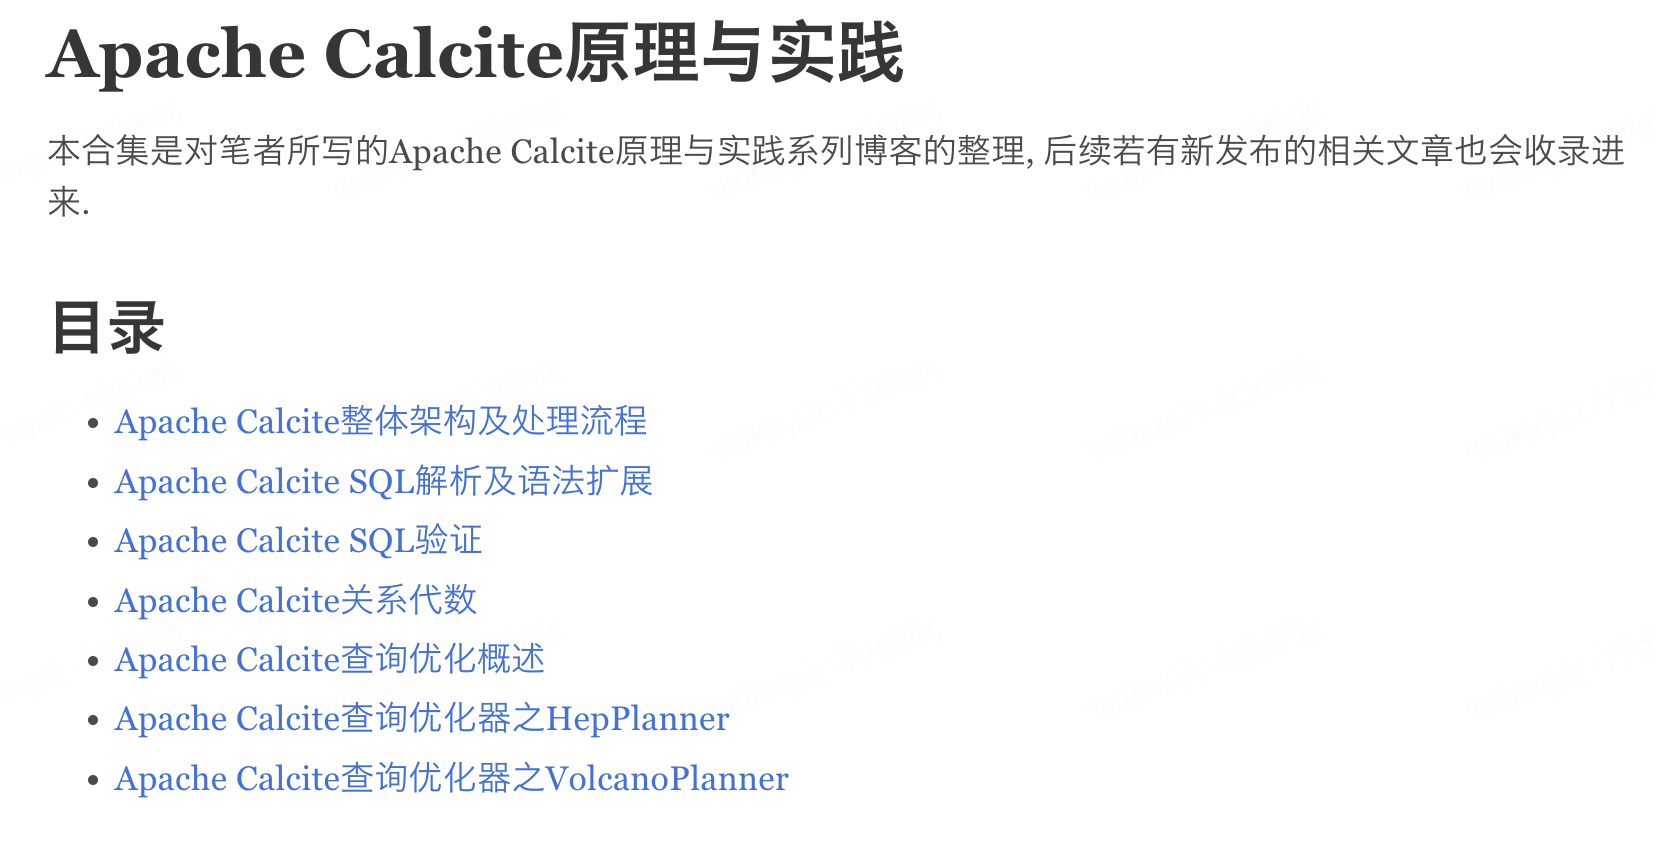 Apache Calcite原理与实践
本合集是对笔者所写的Apache Calcite原理与实践系列博客的整理, 后续若有新发布的相关文章也会收录进
来.
目录
• Apache Calcite整体架构及处理流程
• Apache Calcite SQL解析及语法扩展
• Apache Calcite SQL验证
• Apache Calcite关系代数
• Apache Calcite查询优化概述
• Apache Calcite查询优化器之HepPlanner
• Apache Calcite查询优化器之VolcanoPlanner